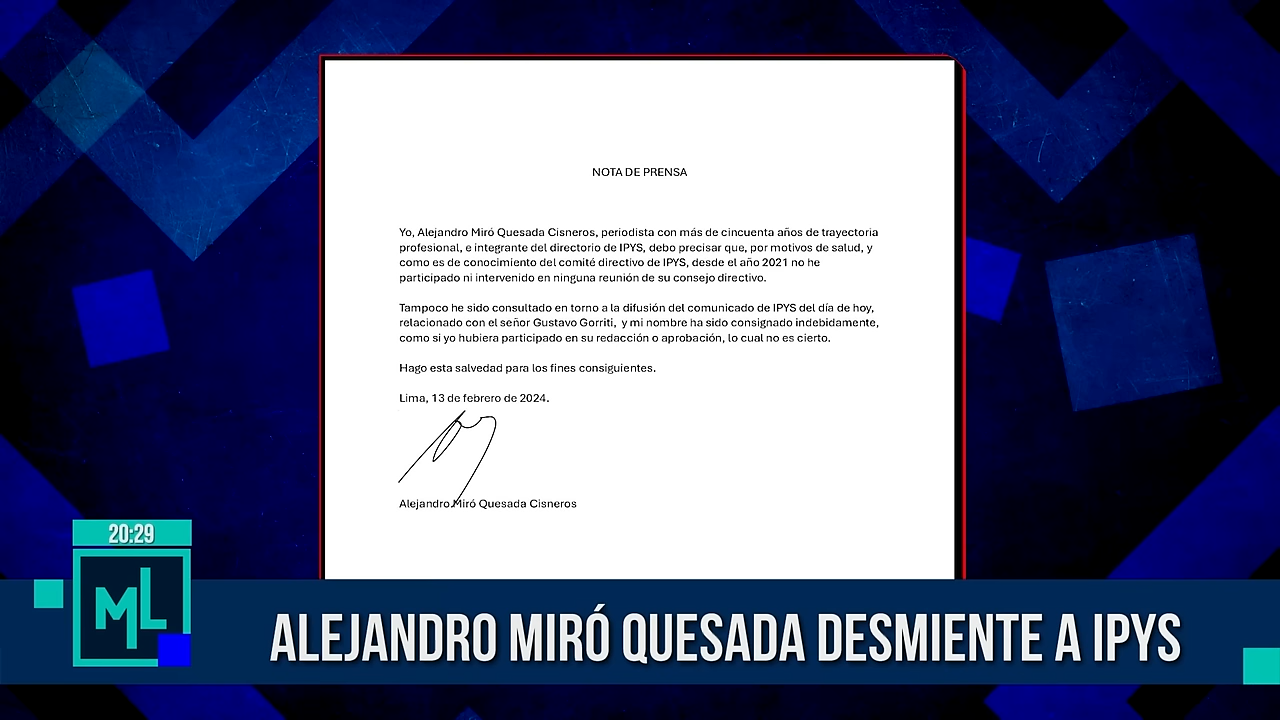 NOTA DE PRENSA
Yo, Alejandro Miró Quesada Cisneros, periodista con más de cincuenta años de trayectoria
profesional, e integrante del directorio de IPYS, debo precisar que, por motivos de salud, y
como es de conocimiento del comité directivo de IPYS, desde el año 2021 no he
participado ni intervenido en ninguna reunión de su consejo directivo.
Tampoco he sido consultado en torno a la difusión del comunicado de IPYS del día de hoy,
relacionado con el señor Gustavo Gorriti, y mi nombre ha sido consignado indebidamente,
como si yo hubiera participado en su redacción o aprobación, lo cual no es cierto.
Hago esta salvedad para los fines consiguientes.
Lima, 13 de febrero de 2024.
Alejandro Miró Quesada Cisneros
20:29
ML
ALEJANDRO MIRÓ QUESADA DESMIENTE A IPYS